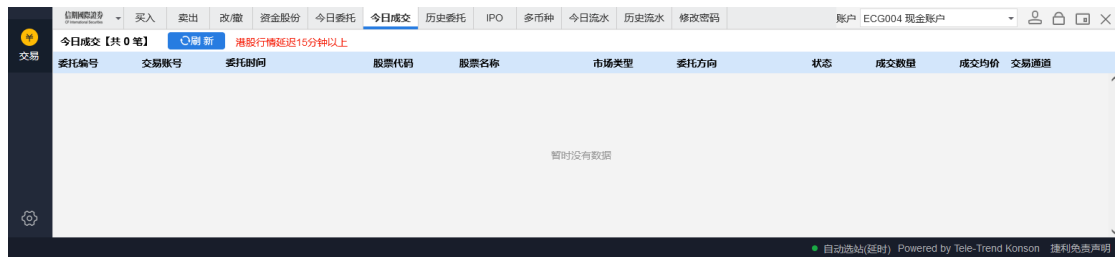 信期國際證券 买入 卖出 改/撤 资金股份 今日委托 今日成交 历史委托 IPO 多币种 今日流水 历史流水 修改密码 账户 ECG004 现金账户
交易
今日成交【共 0 笔】 刷 新 港股行情延迟15分钟以上
委托编号 交易账号 委托时间 股票代码 股票名称 市场类型 委托方向 状态 成交数量 成交均价 交易通道
暂时没有数据
自动选站(延时) Powered by Tele-Trend Konson 捷利免责声明